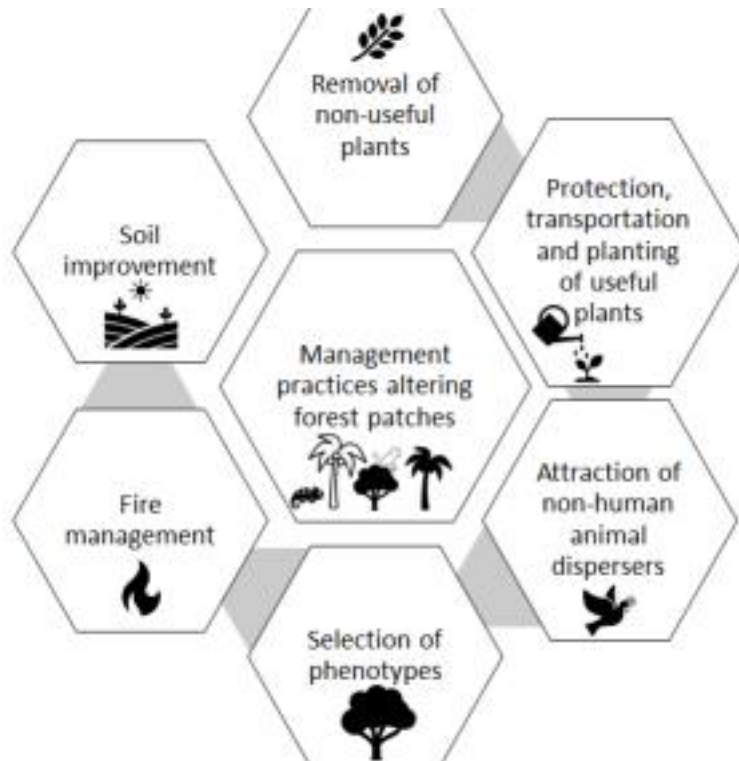 Removal of
non-useful
plants
Protection,
transportation
and planting
of useful
plants
Soil
improvement
Management
practices altering
forest patches
Fire
management
Attraction of
non-human
animal
dispersers
Selection of
phenotypes